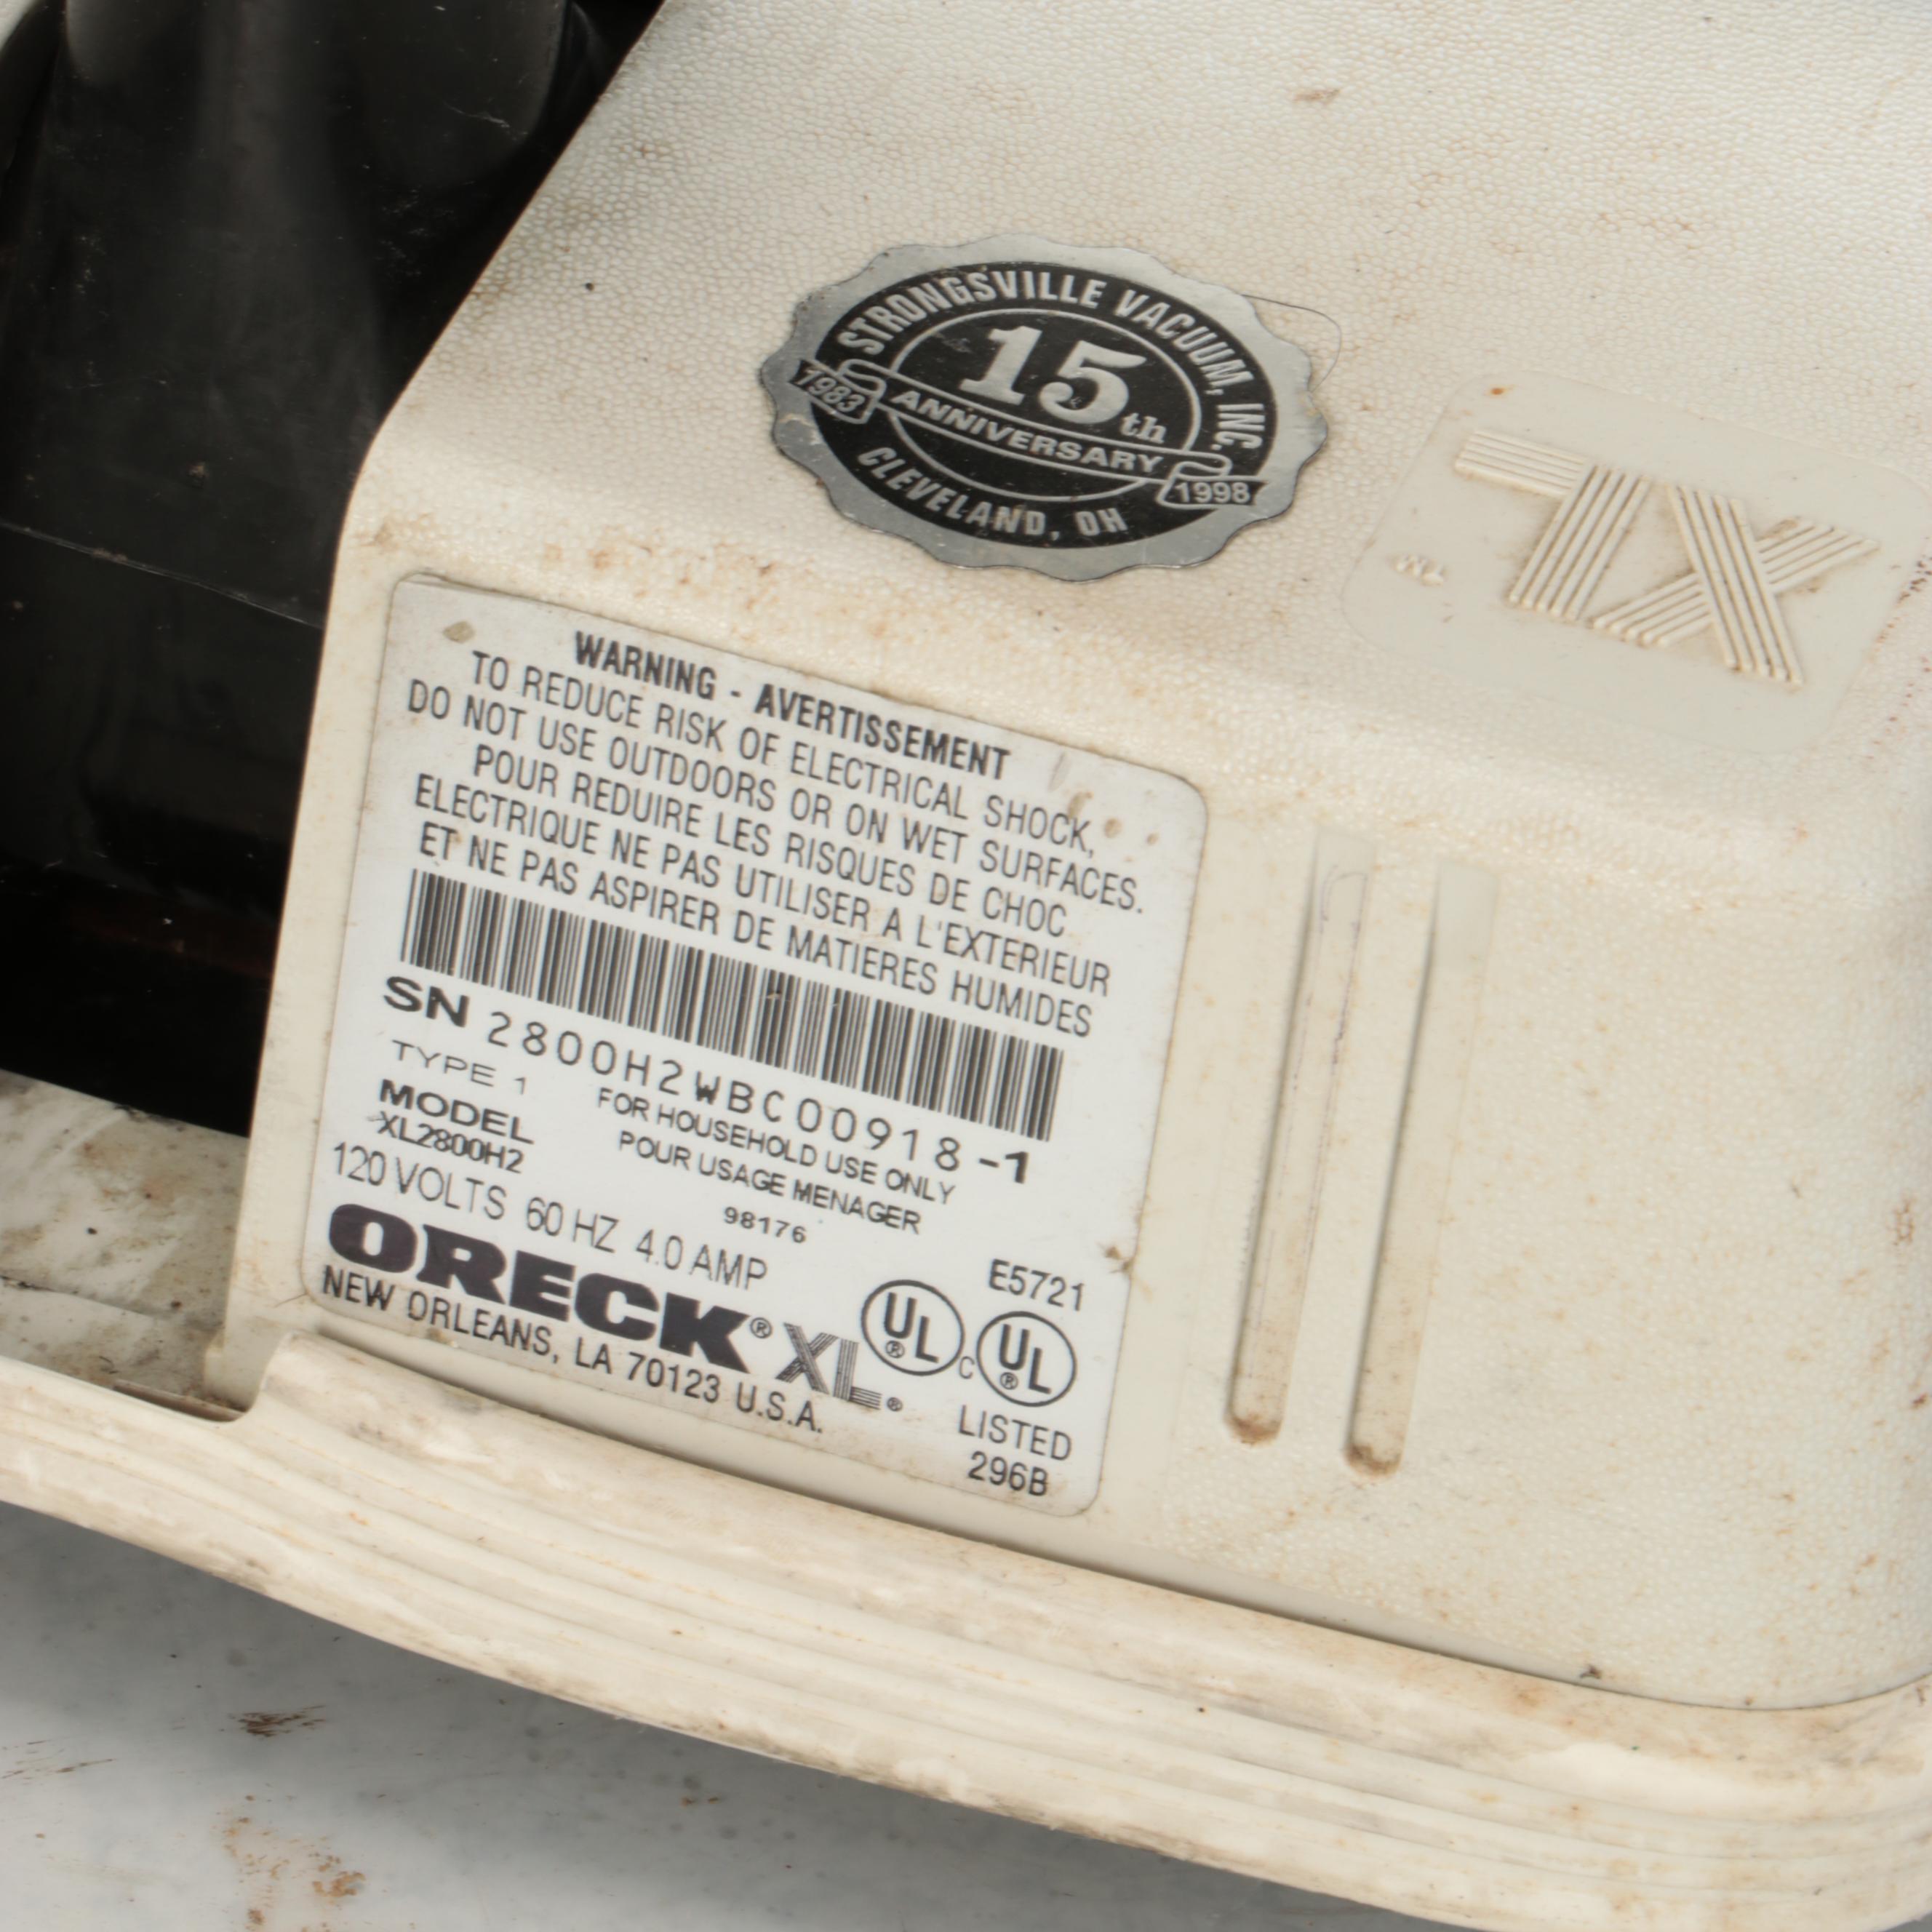 STRONGSVILLE VACUUM, INC.
15th
1983 ANNIVERSARY 1998
CLEVELAND, OH
XL
TM
WARNING - AVERTISSEMENT
TO REDUCE RISK OF ELECTRICAL SHOCK,
DO NOT USE OUTDOORS OR ON WET SURFACES.
POUR REDUIRE LES RISQUES DE CHOC
ELECTRIQUE NE PAS UTILISER A L'EXTERIEUR
ET NE PAS ASPIRER DE MATIERES HUMIDES
SN 2800H2WBC00918-1
TYPE 1
FOR HOUSEHOLD USE ONLY
MODEL
POUR USAGE MENAGER
XL2800H2
98176
120 VOLTS 60 HZ 4.0 AMP
E5721
ORECK® XL®
UL® C UL®
NEW ORLEANS, LA 70123 U.S.A.
LISTED
296B